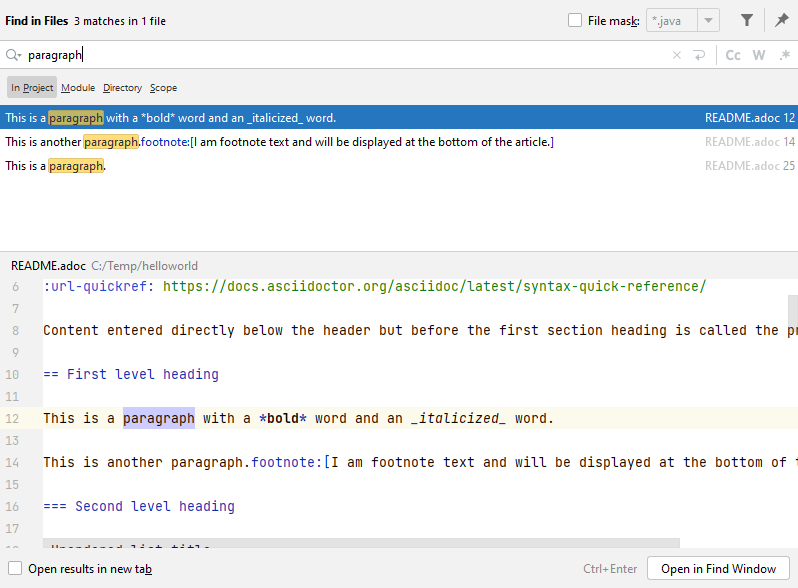 Find in Files 3 matches in 1 file File mask: *.java
paragraph Cc W .*
In Project Module Directory Scope
This is a paragraph with a *bold* word and an _italicized_ word. README.adoc 12
This is another paragraph.footnote:[I am footnote text and will be displayed at the bottom of the article.] README.adoc 14
This is a paragraph. README.adoc 25
README.adoc C:/Temp/helloworld
6 :url-quickref: https://docs.asciidoctor.org/asciidoc/latest/syntax-quick-reference/
7
8 Content entered directly below the header but before the first section heading is called the
9
10 == First level heading
11
12 This is a paragraph with a *bold* word and an _italicized_ word.
13
14 This is another paragraph.footnote:[I am footnote text and will be displayed at the bottom of
15
16 === Second level heading
17
Open results in new tab Ctrl+Enter Open in Find Window